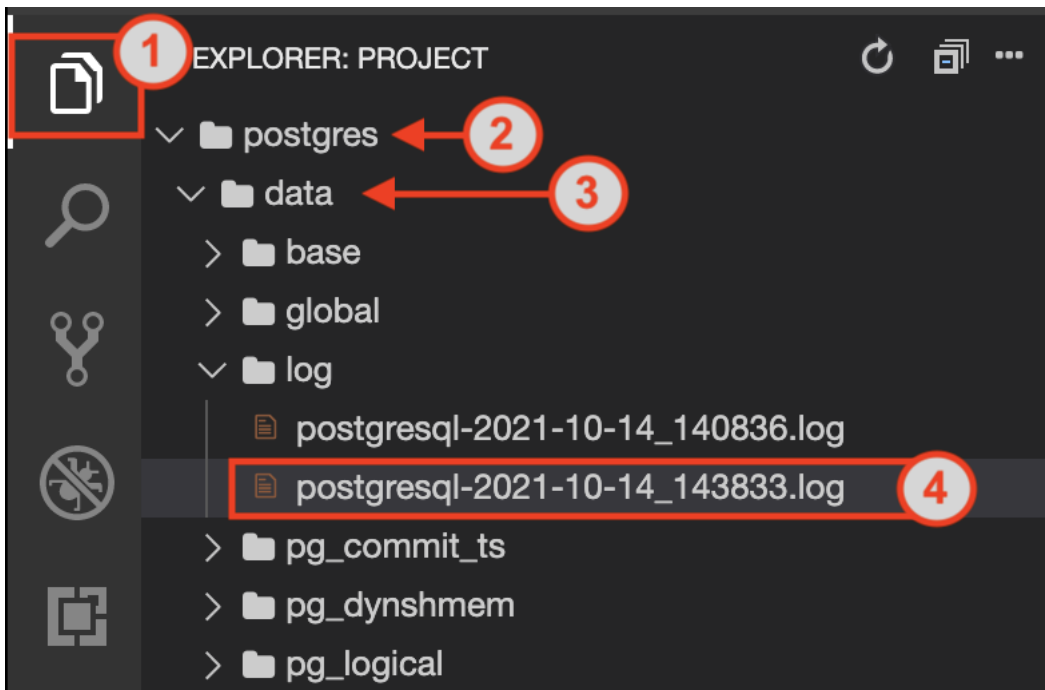 1
EXPLORER: PROJECT
postgres
2
data
3
base
global
log
postgresql-2021-10-14_140836.log
postgresql-2021-10-14_143833.log
4
pg_commit_ts
pg_dynshmem
pg_logical